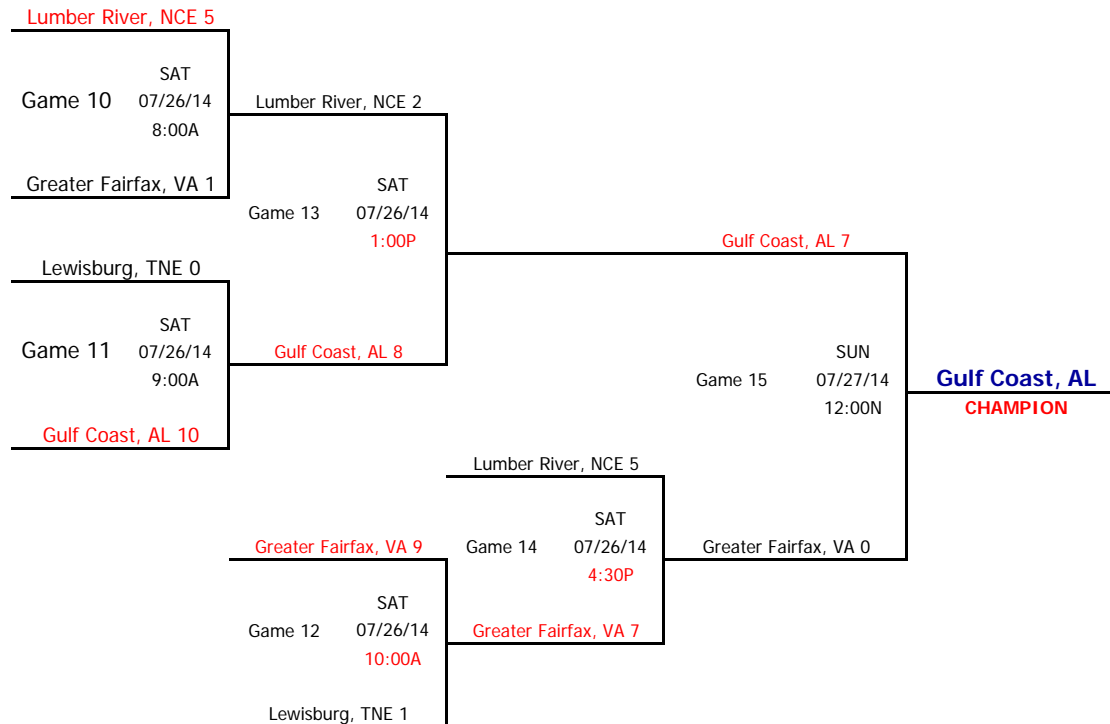 Lumber River, NCE 5
SAT
Game 10 07/26/14
8:00A
Lumber River, NCE 2
Greater Fairfax, VA 1
SAT
Game 13 07/26/14
1:00P
Gulf Coast, AL 7
Lewisburg, TNE 0
SAT
Game 11 07/26/14
9:00A
Gulf Coast, AL 8
Gulf Coast, AL 10
SUN
Game 15 07/27/14
12:00N
Gulf Coast, AL
CHAMPION
Lumber River, NCE 5
SAT
Game 14 07/26/14
4:30P
Greater Fairfax, VA 0
Greater Fairfax, VA 9
SAT
Game 12 07/26/14
10:00A
Greater Fairfax, VA 7
Lewisburg, TNE 1